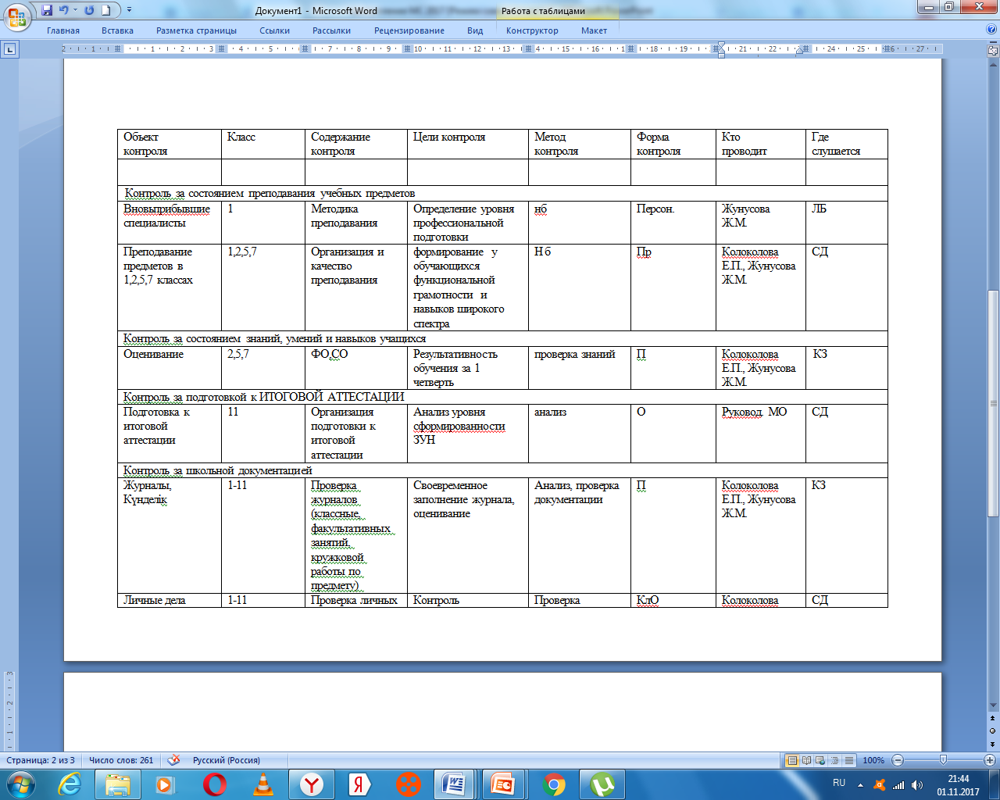 Документ1 - Microsoft Word
Работа с таблицами
Главная Вставка Разметка страницы Ссылки Рассылки Рецензирование Вид Конструктор Макет
Объект контроля
Класс
Содержание контроля
Цели контроля
Метод контроля
Форма контроля
Кто проводит
Где слушается
Контроль за состоянием преподавания учебных предметов
Вновьприбывшие
специалисты
1
Методика
преподавания
Определение уровня
профессиональной
подготовки
нб
Персон.
Жунусова
Ж.М.
ЛБ
Преподавание
предметов в
1,2,5,7 классах
1,2,5,7
Организация и
качество
преподавания
формирование у
обучающихся
функциональной
грамотности и
навыков широкого
спектра
Н б
Пр
Колоколова
Е.П., Жунусова
Ж.М.
СД
Контроль за состоянием знаний, умений и навыков учащихся
Оценивание
2,5,7
ФО,СО
Результативность
обучения за 1
четверть
проверка знаний
П
Колоколова
Е.П., Жунусова
Ж.М.
КЗ
Контроль за подготовкой к ИТОГОВОЙ АТТЕСТАЦИИ
Подготовка к
итоговой
аттестации
11
Организация
подготовки к
итоговой
аттестации
Анализ уровня
сформированности
ЗУН
анализ
О
Руковод. МО
СД
Контроль за школьной документацией
Журналы,
Күнделік
1-11
Проверка
журналов
(классные,
факультативных
занятий,
кружковой
работы по
предмету)
Своевременное
заполнение журнала,
оценивание
Анализ, проверка
документации
П
Колоколова
Е.П., Жунусова
Ж.М.
КЗ
Личные дела
1-11
Проверка личных
Контроль
Проверка
КлО
Колоколова
СД
Страница: 2 из 3 Число слов: 261 Русский (Россия) 100%
RU
21:44
01.11.2017